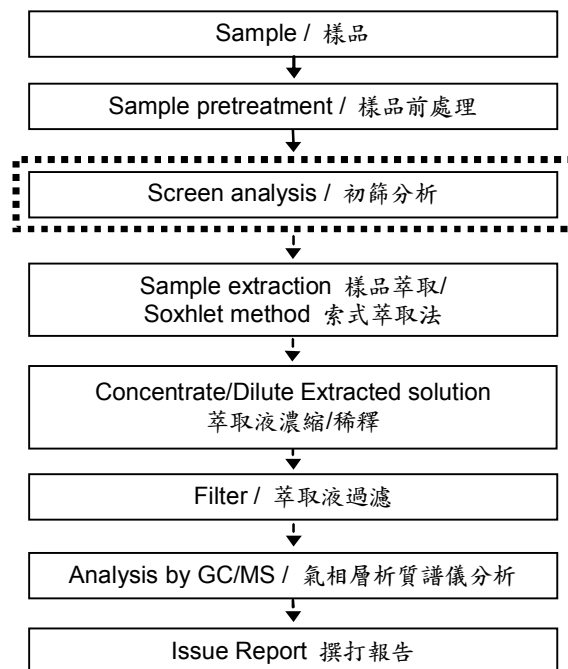 Sample / 樣品
Sample pretreatment / 樣品前處理
Screen analysis / 初篩分析
Sample extraction 樣品萃取/
Soxhlet method 索式萃取法
Concentrate/Dilute Extracted solution
萃取液濃縮/稀釋
Filter / 萃取液過濾
Analysis by GC/MS / 氣相層析質譜儀分析
Issue Report 撰打報告